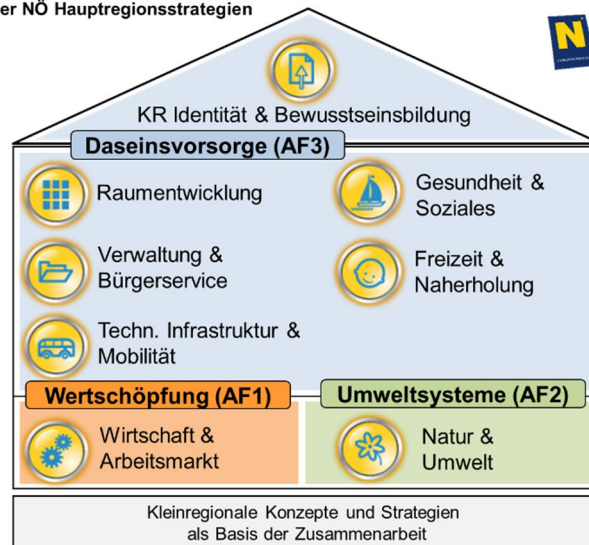 er NÖ Hauptregionsstrategien
N
KR Identität & Bewusstseinsbildung
Daseinsvorsorge (AF3)
Raumentwicklung
Gesundheit &
Soziales
Verwaltung &
Bürgerservice
Freizeit &
Naherholung
Techn. Infrastruktur &
Mobilität
Wertschöpfung (AF1)
Umweltsysteme (AF2)
Wirtschaft &
Arbeitsmarkt
Natur &
Umwelt
Kleinregionale Konzepte und Strategien
als Basis der Zusammenarbeit